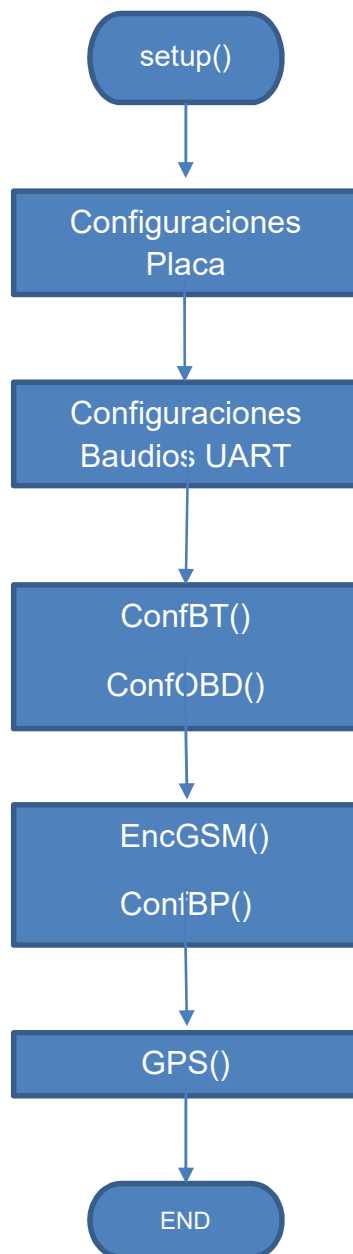 setup()
Configuraciones
Placa
Configuraciones
Baudios UART
ConfBT()
ConfOBD()
EncGSM()
ConfBP()
GPS()
END